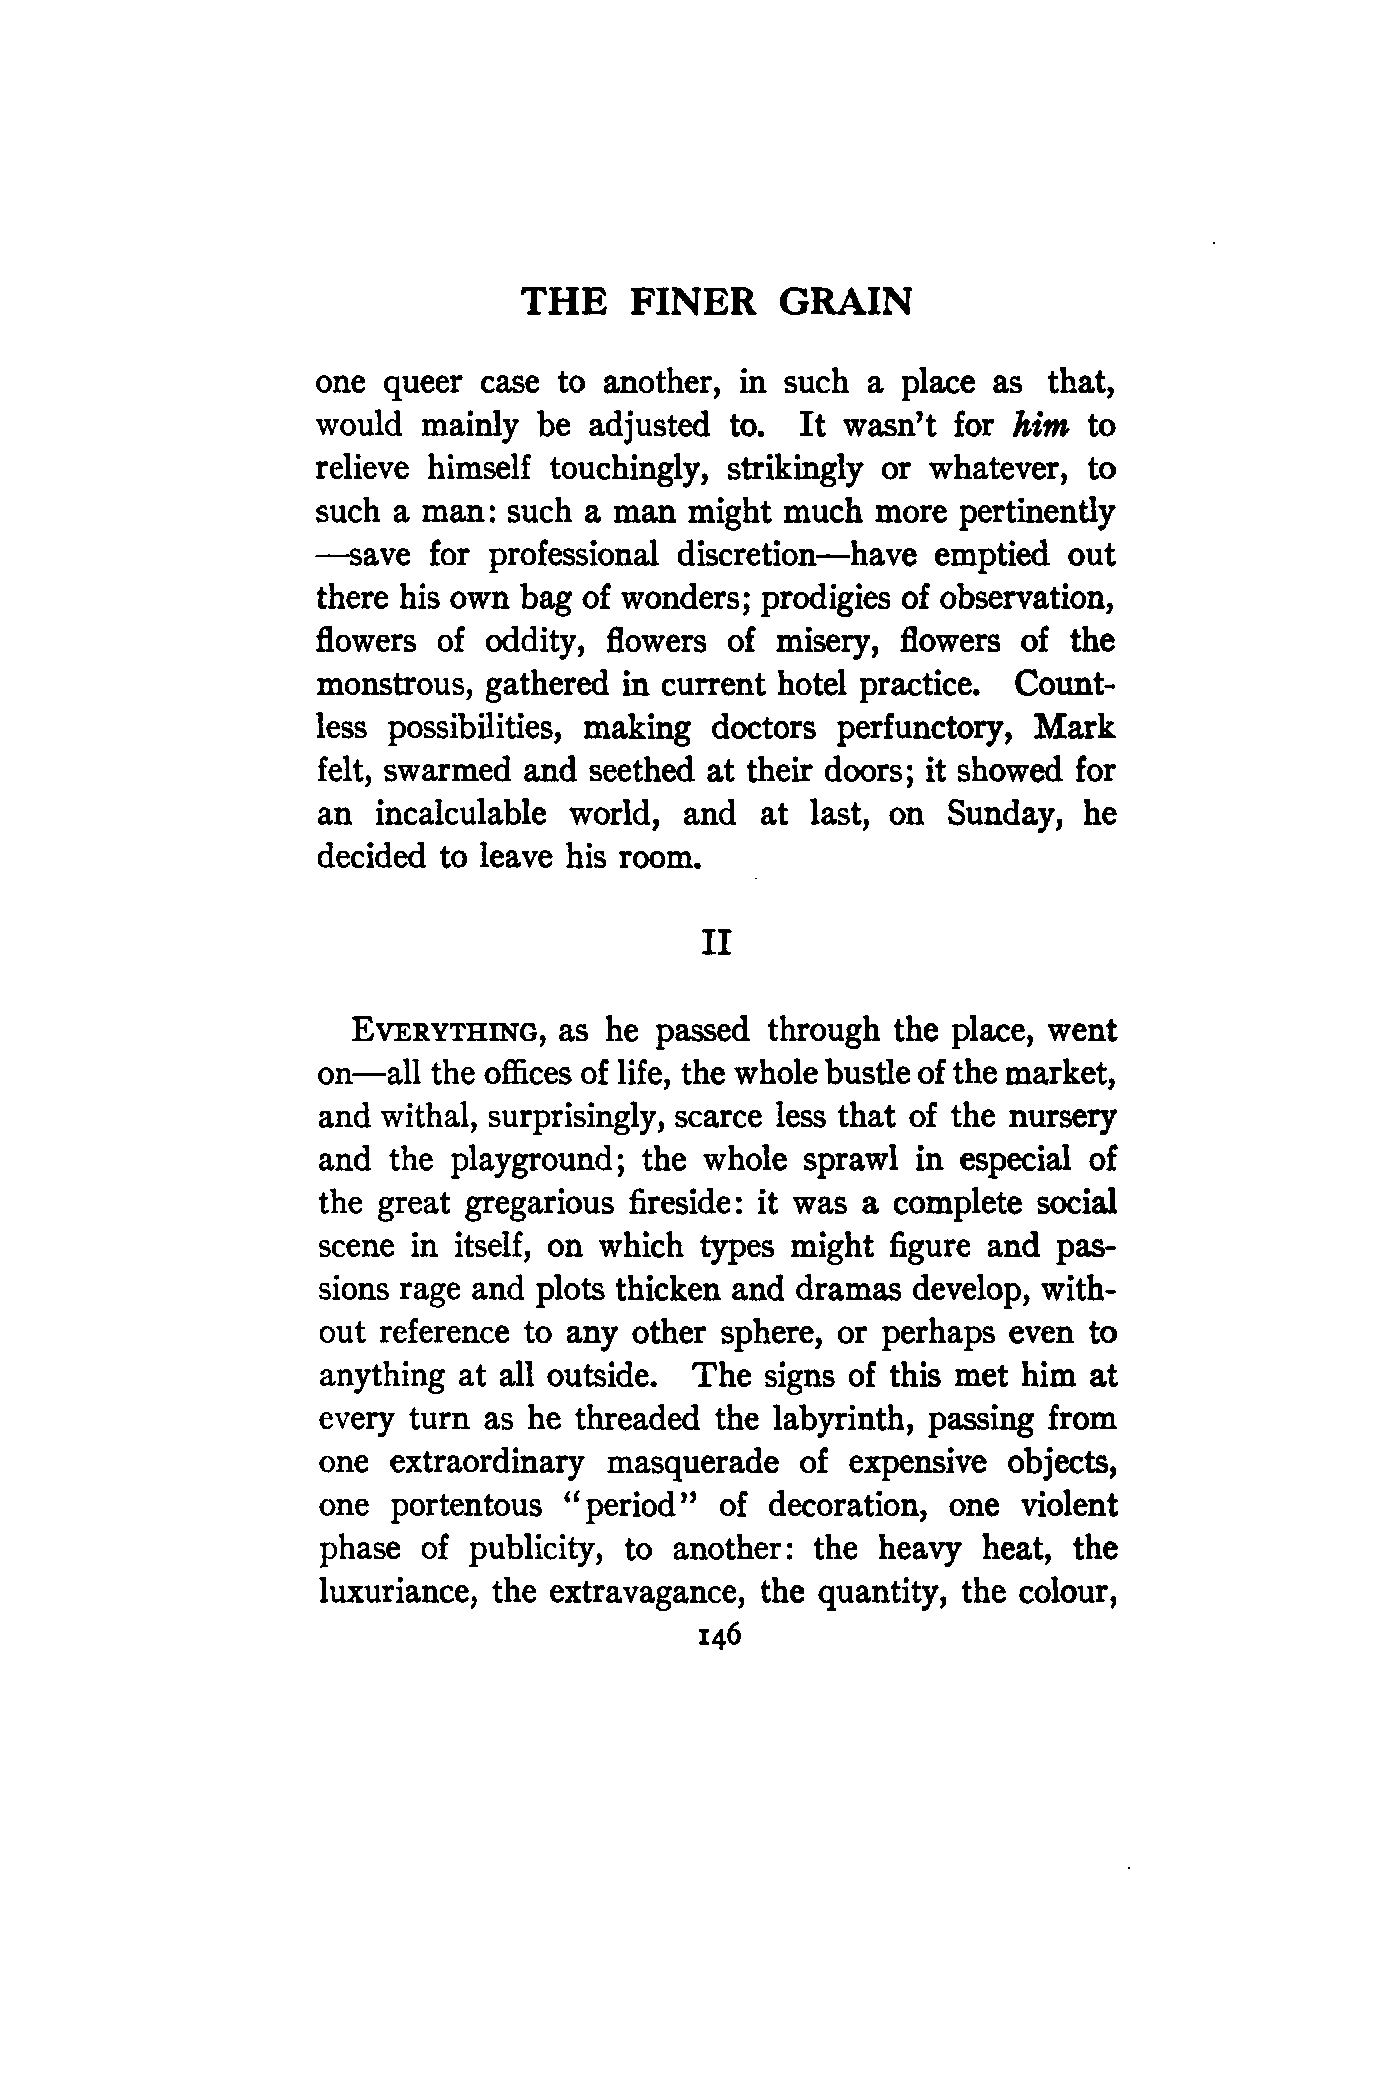 THE FINER GRAIN
one queer case to another, in such a place as that,
would mainly be adjusted to. It wasn't for him to
relieve himself touchingly, strikingly or whatever, to
such a man: such a man might much more pertinently
—save for professional discretion—have emptied out
there his own bag of wonders; prodigies of observation,
flowers of oddity, flowers of misery, flowers of the
monstrous, gathered in current hotel practice. Count-
less possibilities, making doctors perfunctory, Mark
felt, swarmed and seethed at their doors; it showed for
an incalculable world, and at last, on Sunday, he
decided to leave his room.
II
EVERYTHING, as he passed through the place, went
on—all the offices of life, the whole bustle of the market,
and withal, surprisingly, scarce less that of the nursery
and the playground; the whole sprawl in especial of
the great gregarious fireside: it was a complete social
scene in itself, on which types might figure and pas-
sions rage and plots thicken and dramas develop, with-
out reference to any other sphere, or perhaps even to
anything at all outside. The signs of this met him at
every turn as he threaded the labyrinth, passing from
one extraordinary masquerade of expensive objects,
one portentous "period" of decoration, one violent
phase of publicity, to another: the heavy heat, the
luxuriance, the extravagance, the quantity, the colour,
146